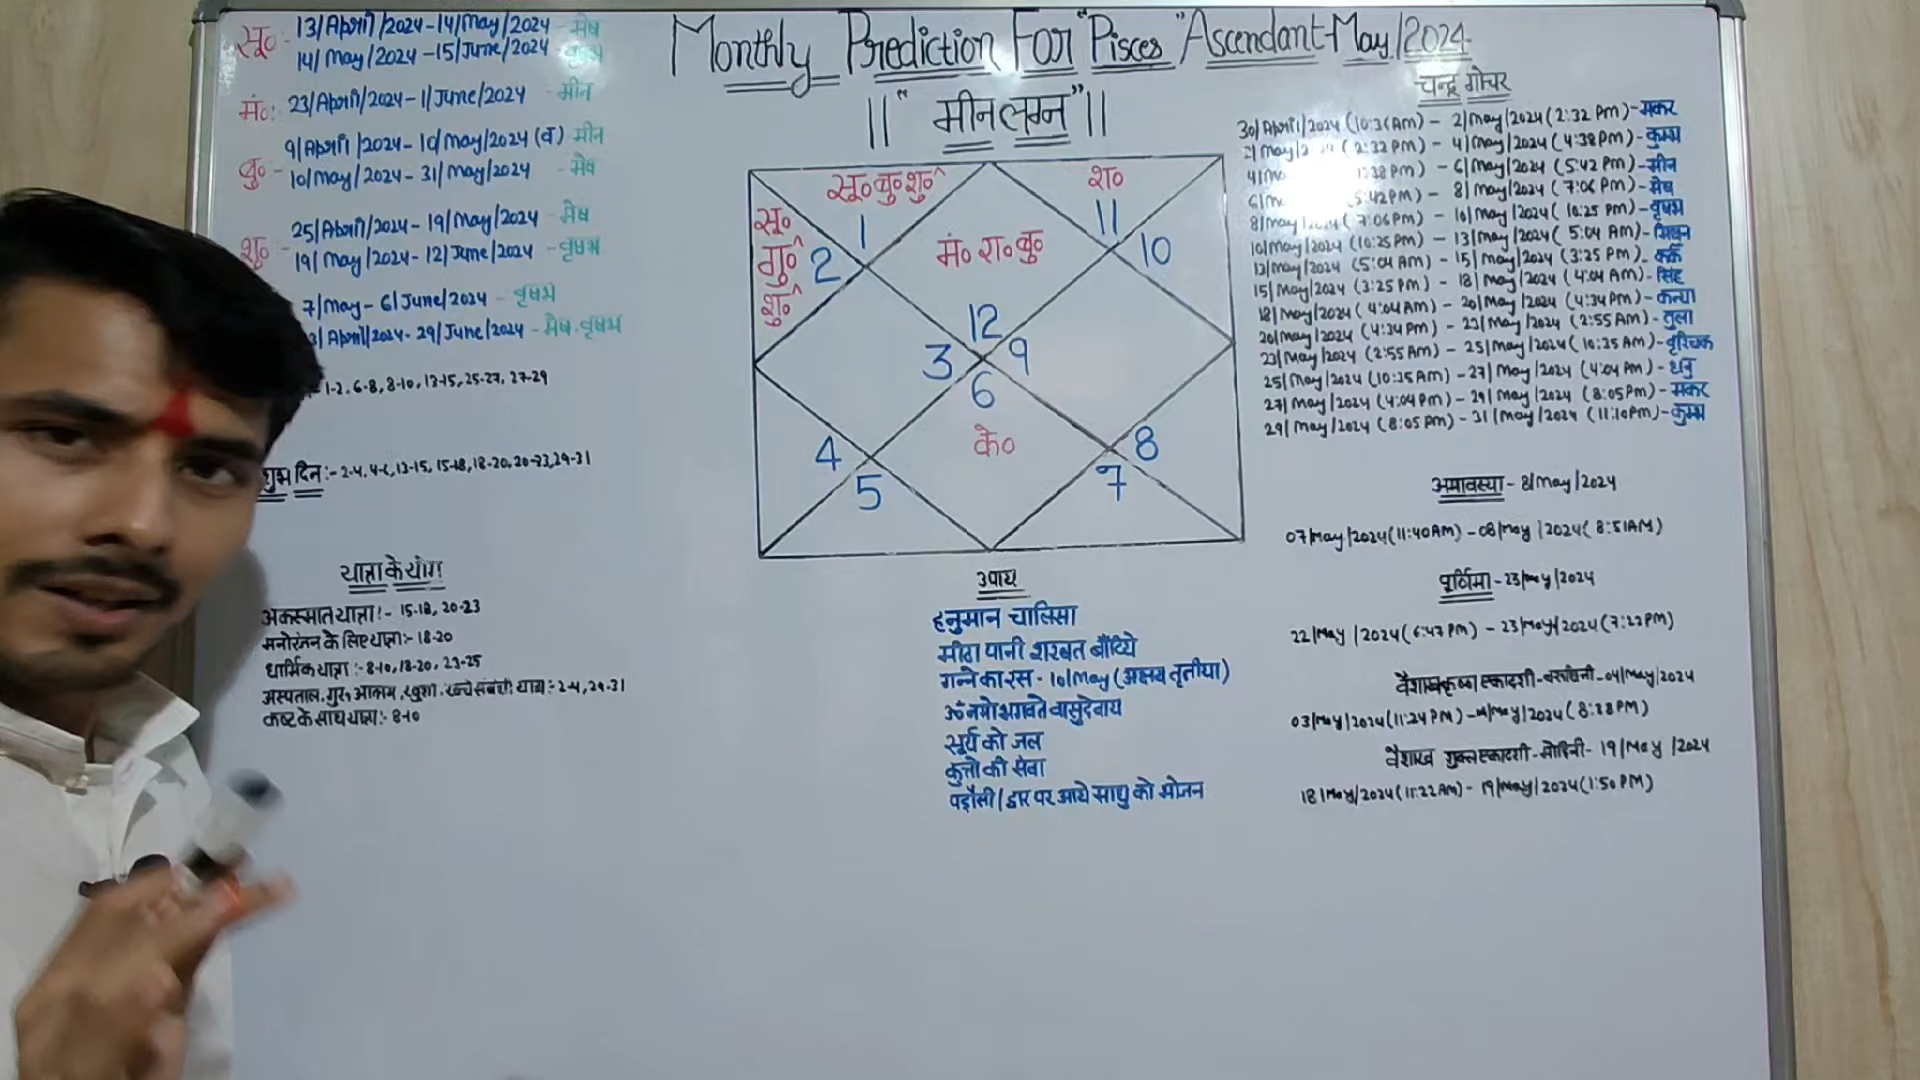 Monthly Prediction For "Pisces" Ascendant-May/2024
||"मीन लग्न"||
सू० - 13/April/2024-14/May/2024 - मेष
14/May/2024-15/June/2024 - वृषभ
मं०: 23/April/2024-1/June/2024 - मीन
9/April/2024-10/May/2024 (व) मीन
बु० - 10/May/2024-31/May/2024 - मेष
25/April/2024-19/May/2024 - मेष
शु० - 19/May/2024-12/June/2024 - वृषभ
7/May-6/June/2024 - वृषभ
3/April/2024-29/June/2024-मेष-वृषभ
1-2, 6-8, 8-10, 13-15, 25-27, 27-29
शुभ दिन:- 2-4, 4-6, 13-15, 15-18, 18-20, 20-23, 29-31
यात्रा के योग
अकस्मात यात्रा:- 15-18, 20-23
मनोरंजन के लिए यात्रा:- 18-20
धार्मिक यात्रा:- 8-10, 18-20, 23-25
अस्पताल, गुरु, आश्रम, खुशी, बच्चे संबंधी यात्रा:- 2-4, 29-31
कष्ट के साथ यात्रा:- 8-10
सू० बु० शु०^
श०
सू०
गु०^
शु०^
1
2
मं० रा० बु०
11
10
12
3
9
6
के०
4
5
8
7
उपाय
हनुमान चालिसा
मीठा पानी शरबत बाँटिये
गन्ने का रस - 10/May (अक्षय तृतीया)
ॐ नमो भगवते वासुदेवाय
सूर्य को जल
कुत्तो की सेवा
पड़ौसी/द्वार पर आये साधु को भोजन
चन्द्र गोचर
30/April/2024 (10:36AM) - 2/May/2024 (2:32 PM)-मकर
2/May/2 (2:32 PM) - 4/May/2024 (4:38PM)-कुम्भ
4/M :38 PM) - 6/May/2024 (5:42 PM)-मीन
6/M 5:42PM) - 8/May/2024 (7:06 PM)-मेष
8/May/2024 (7:06PM) - 10/May/2024 (10:25 PM)-वृषभ
10/May/2024 (10:25 PM) - 13/May/2024 (5:04 AM)-मिथुन
13/May/2024 (5:04 AM) - 15/May/2024 (3:25 PM)-कर्क
15/May/2024 (3:25 PM) - 18/May/2024 (4:04 AM)-सिंह
18/May/2024 (4:04AM) - 20/May/2024 (4:34 PM)-कन्या
20/May/2024 (4:34 PM) - 23/May/2024 (2:55 AM)-तुला
23/May/2024 (2:55 AM) - 25/May/2024 (10:35 AM)-वृश्चिक
25/May/2024 (10:35 AM) - 27/May/2024 (4:04 PM)-धनु
27/May/2024 (4:04 PM) - 29/May/2024 (8:05 PM)-मकर
29/May/2024 (8:05 PM) - 31/May/2024 (11:10PM)-कुम्भ
अमावस्या - 8/May/2024
07/May/2024 (11:40AM) - 08/May/2024 (8:51AM)
पूर्णिमा - 23/May/2024
22/May/2024 (6:47 PM) - 23/May/2024 (7:22 PM)
वैशाख कृष्ण एकादशी-वरुथिनी-04/May/2024
03/May/2024 (11:24 PM) - 4/May/2024 (8:38 PM)
वैशाख शुक्ल एकादशी-मोहिनी-19/May/2024
18/May/2024 (11:22AM) - 19/May/2024 (1:50 PM)